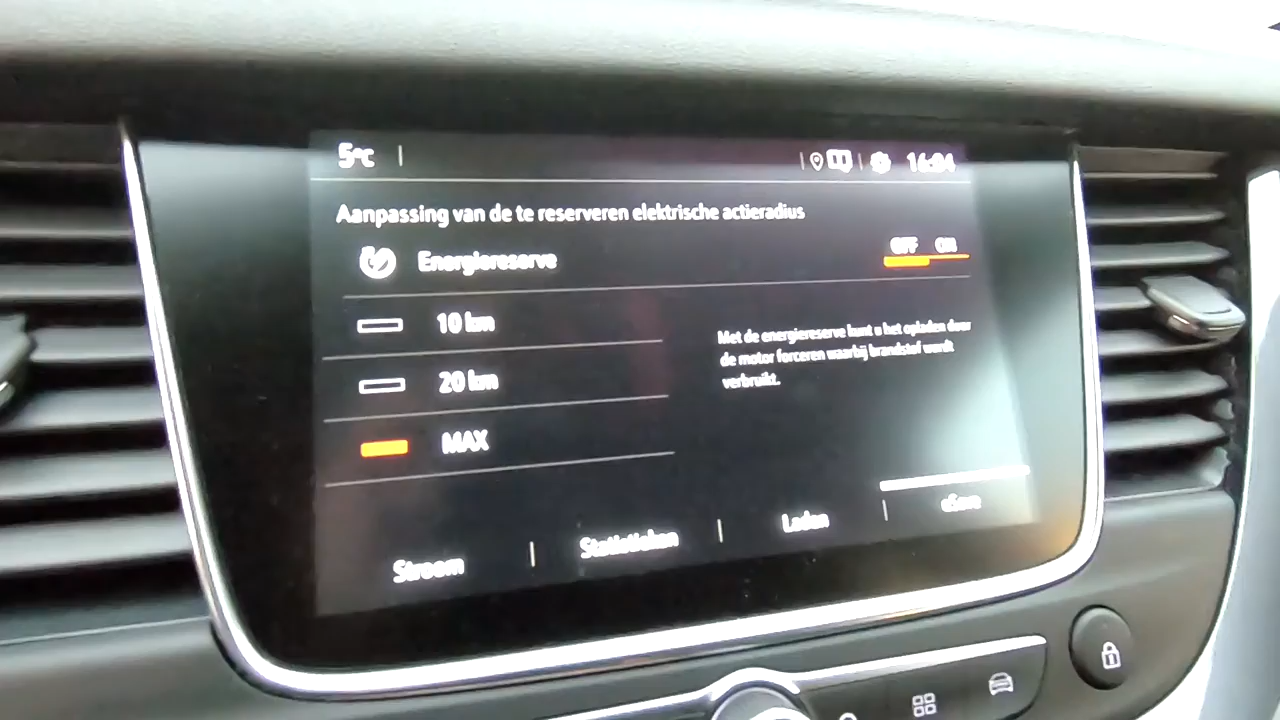 5°C
16:04
Aanpassing van de te reserveren elektrische actieradius
Energiereserve
OFF ON
10 km
20 km
MAX
Met de energiereserve kunt u het opladen door
de motor forceren waarbij brandstof wordt
verbruikt.
Stroom
Statistieken
Laden
eSave